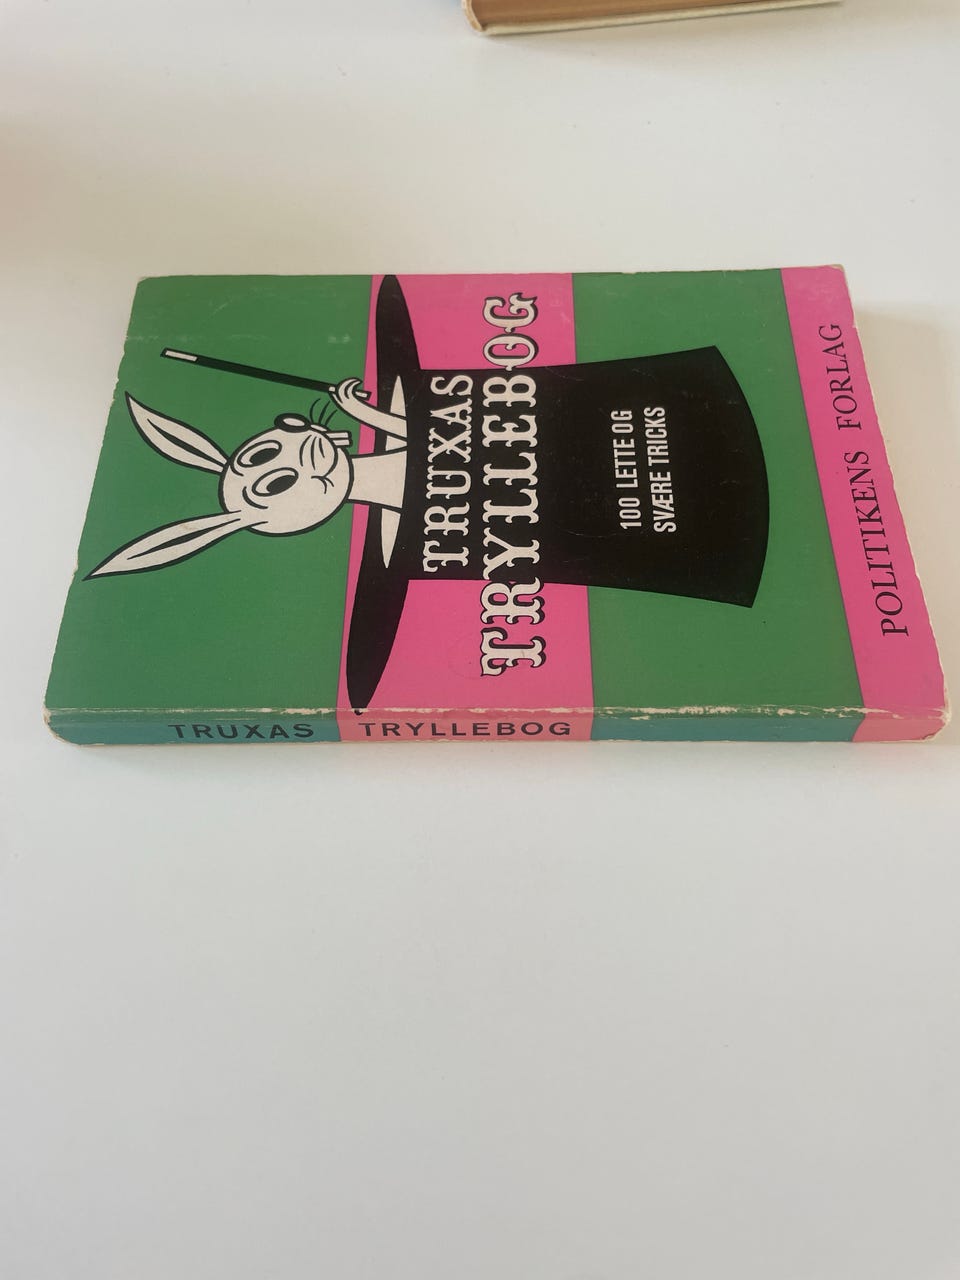 TRUXAS
TRYLLEBOG
100 LETTE OG
SVÆRE TRICKS
POLITIKENS FORLAG
TRUXAS TRYLLEBOG